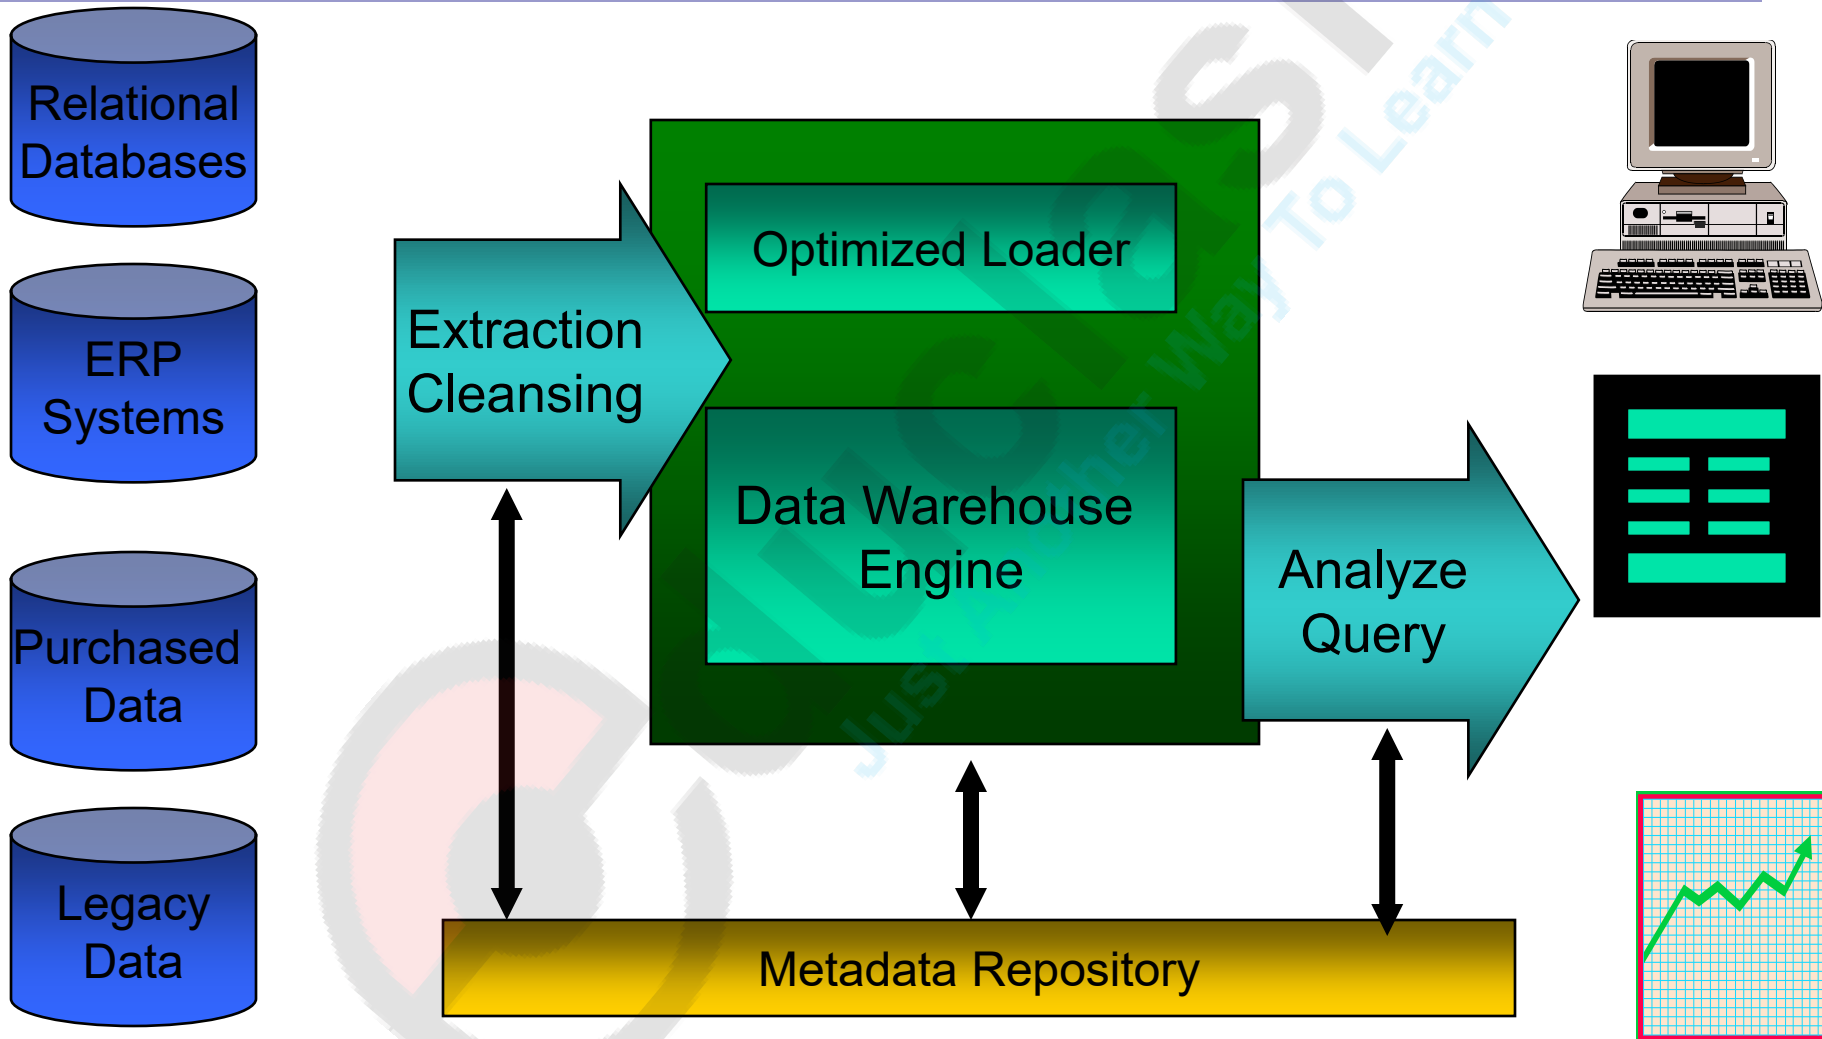 Relational
Databases
ERP
Systems
Purchased
Data
Legacy
Data
Extraction
Cleansing
Optimized Loader
Data Warehouse
Engine
Analyze
Query
Metadata Repository
educlash
Just Another Way To Learn